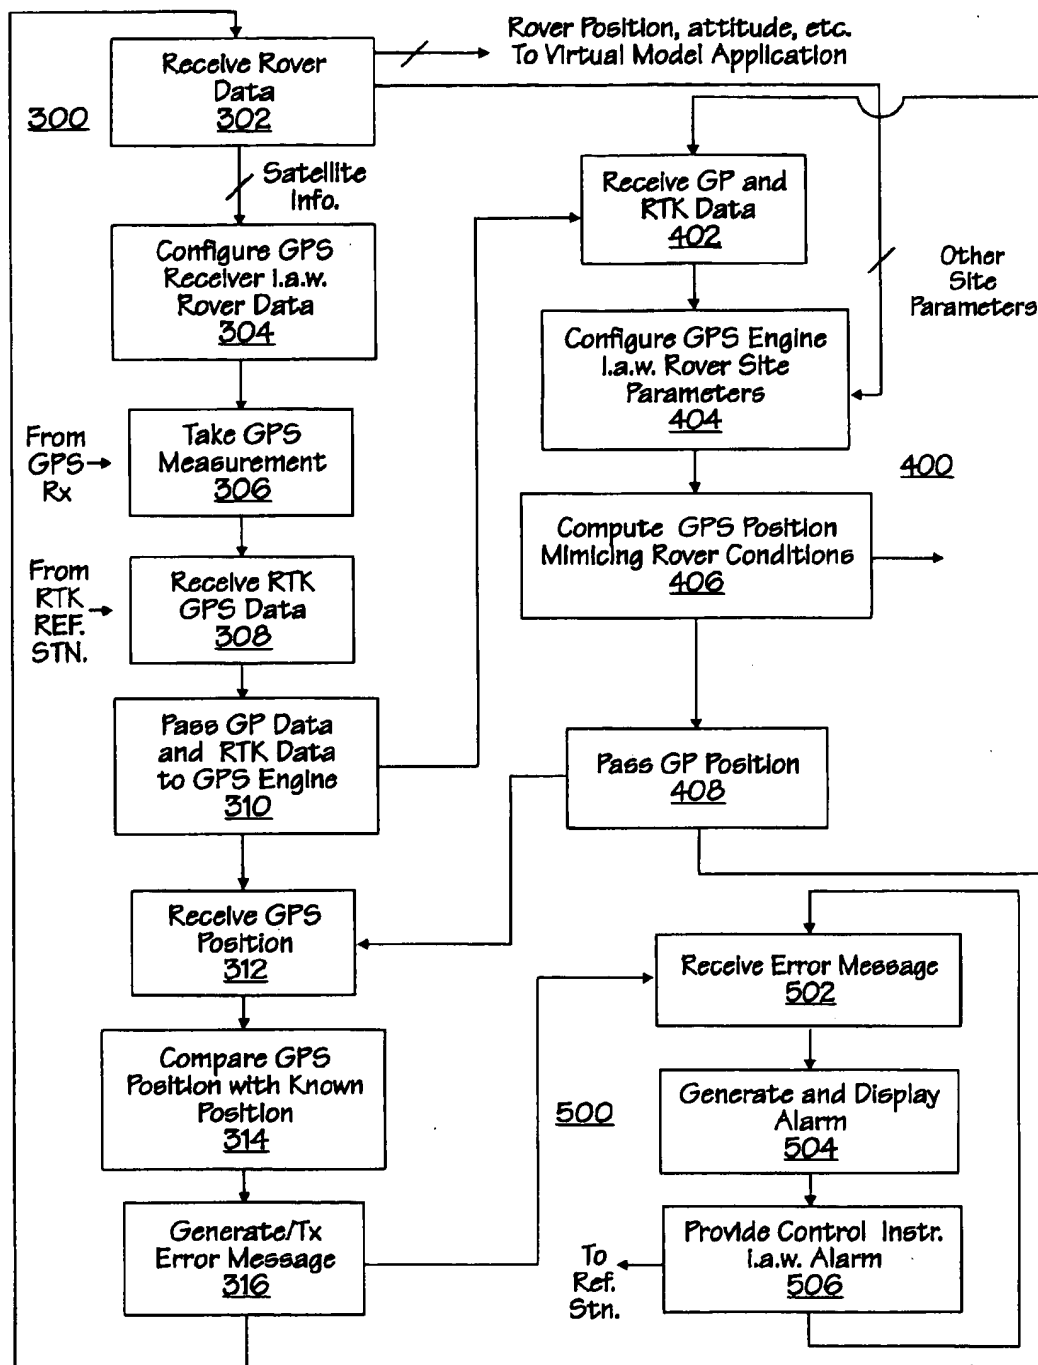 Rover Position, attitude, etc.
To Virtual Model Application
Receive Rover
Data
302
300
Satellite
Info.
Receive GP and
RTK Data
402
Configure GPS
Receiver i.a.w.
Rover Data
304
Other
Site
Parameters
Configure GPS Engine
i.a.w. Rover Site
Parameters
404
From
GPS
Rx
Take GPS
Measurement
306
400
Compute GPS Position
Mimicing Rover Conditions
406
From
RTK
REF.
STN.
Receive RTK
GPS Data
308
Pass GP Data
and RTK Data
to GPS Engine
310
Pass GP Position
408
Receive GPS
Position
312
Receive Error Message
502
Compare GPS
Position with Known
Position
314
500
Generate and Display
Alarm
504
Generate/Tx
Error Message
316
To
Ref.
Stn.
Provide Control Instr.
i.a.w. Alarm
506